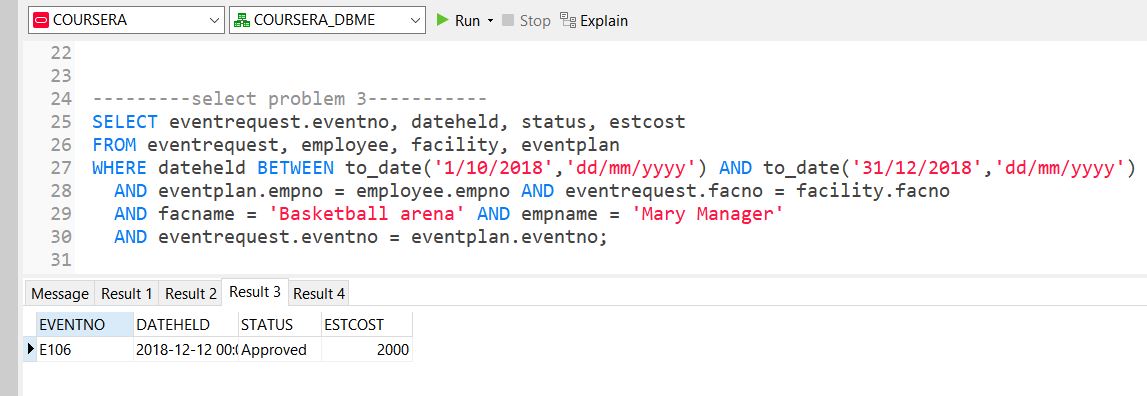 COURSERA COURSERA_DBME Run Stop Explain
22
23
24 ---------select problem 3-----------
25 SELECT eventrequest.eventno, dateheld, status, estcost
26 FROM eventrequest, employee, facility, eventplan
27 WHERE dateheld BETWEEN to_date('1/10/2018','dd/mm/yyyy') AND to_date('31/12/2018','dd/mm/yyyy')
28 AND eventplan.empno = employee.empno AND eventrequest.facno = facility.facno
29 AND facname = 'Basketball arena' AND empname = 'Mary Manager'
30 AND eventrequest.eventno = eventplan.eventno;
31
Message Result 1 Result 2 Result 3 Result 4
EVENTNO DATEHELD STATUS ESTCOST
E106 2018-12-12 00:0 Approved 2000